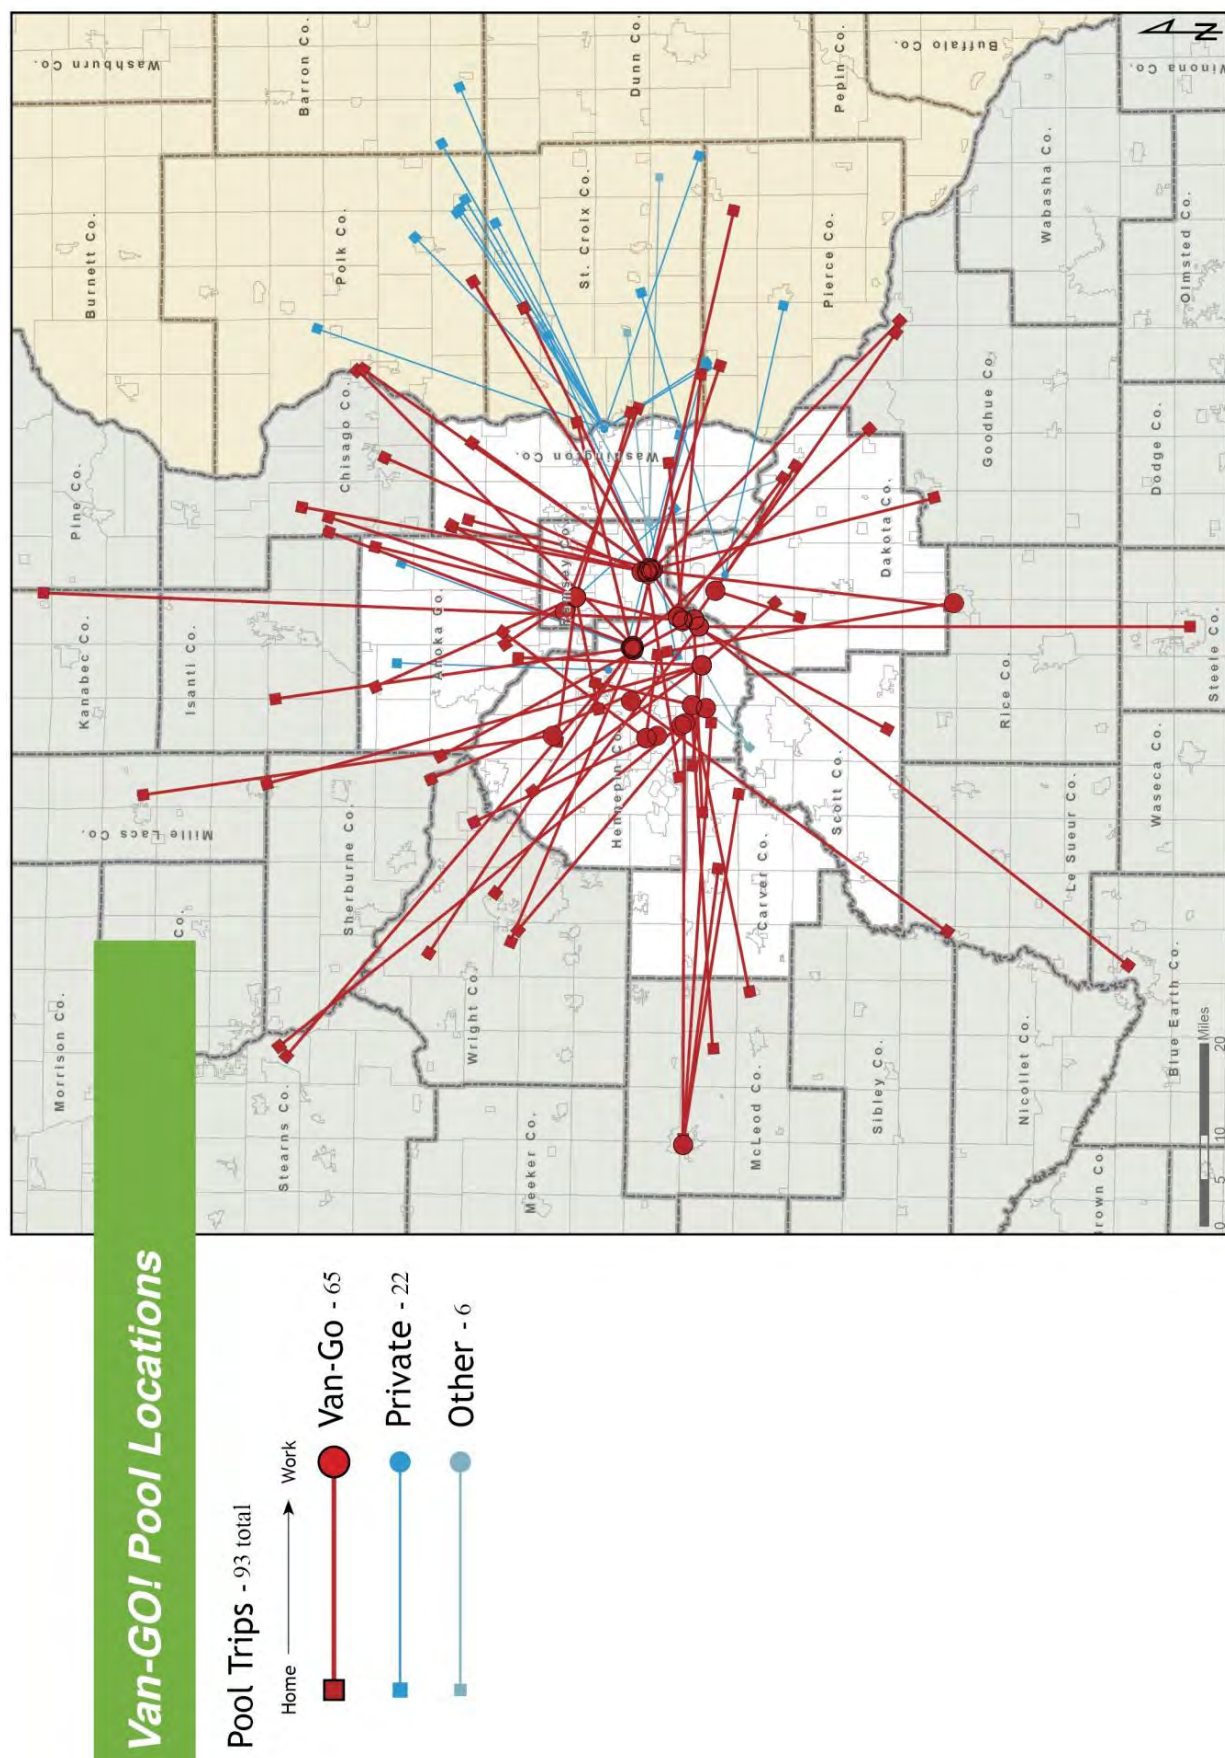 Van-GO! Pool Locations
Pool Trips - 93 total
Home
Work
Van-Go - 65
Private - 22
Other - 6
Morrison Co.
Mille Lacs Co.
Kanabec Co.
Pine Co.
Burnett Co.
Washburn Co.
Co.
Isanti Co.
Chisago Co.
Polk Co.
Barron Co.
Stearns Co.
Sherburne Co.
Anoka Co.
Wright Co.
Meeker Co.
Hennepin Co.
Ramsey Co.
Washington Co.
St. Croix Co.
Dunn Co.
McLeod Co.
Carver Co.
Scott Co.
Dakota Co.
Pierce Co.
Pepin Co.
Buffalo Co.
Sibley Co.
Le Sueur Co.
Rice Co.
Goodhue Co.
Wabasha Co.
Winona Co.
Nicollet Co.
Blue Earth Co.
Waseca Co.
Steele Co.
Dodge Co.
Olmsted Co.
rown Co.
N
0 5 10 20
Miles